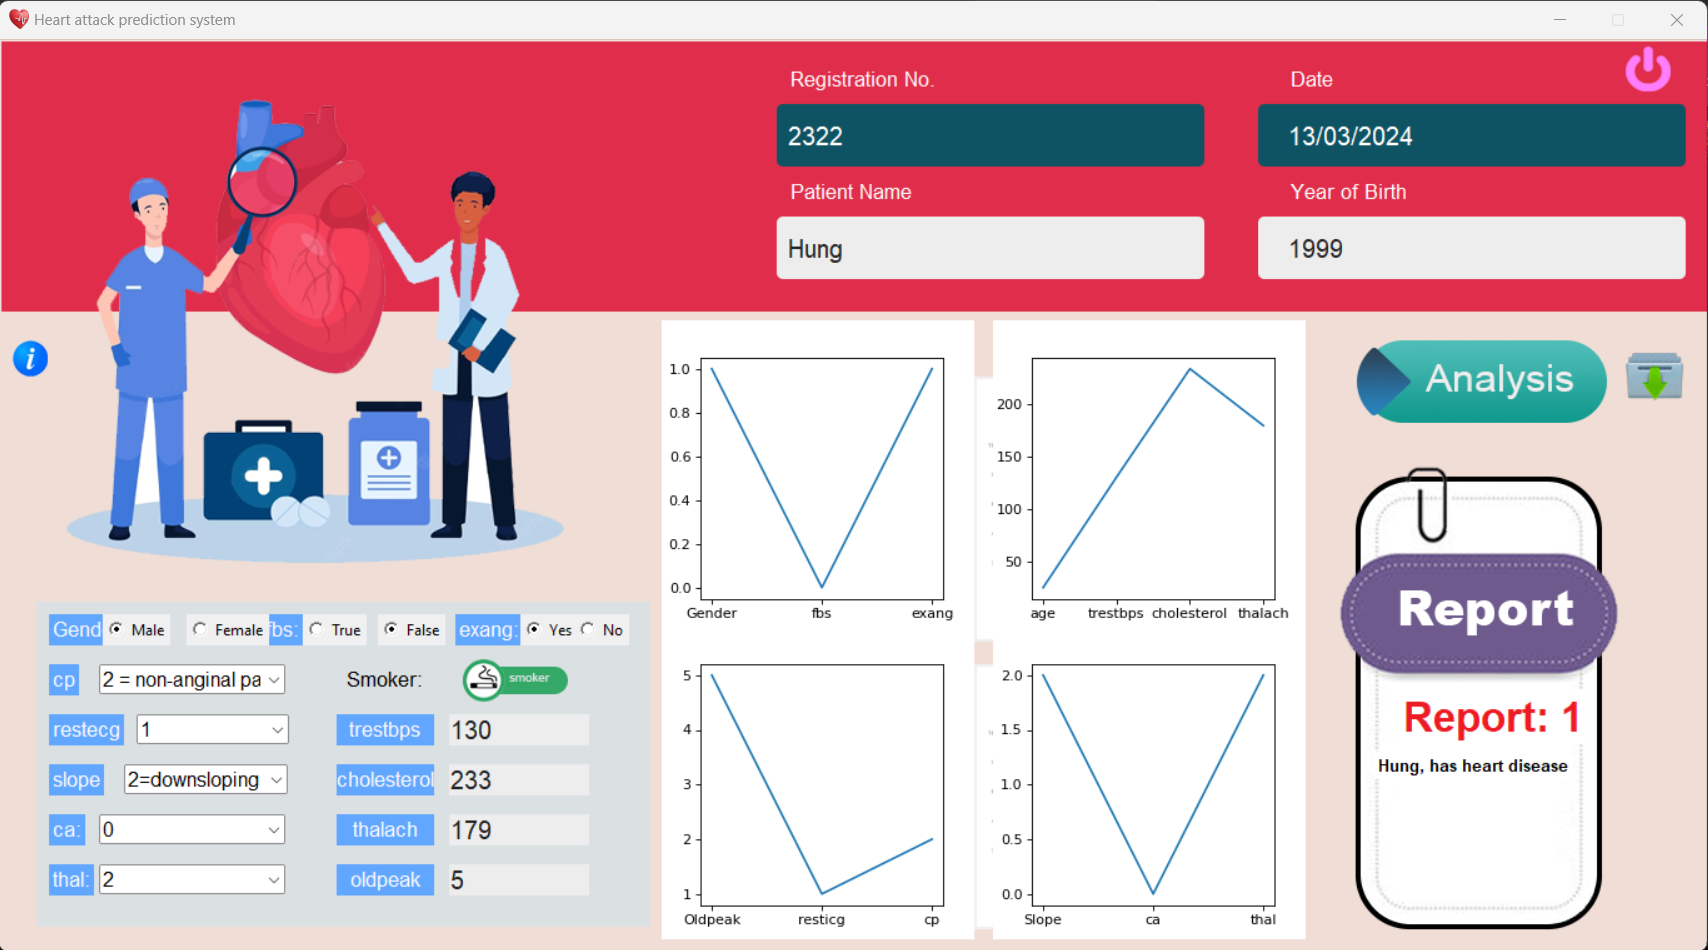 Heart attack prediction system
Registration No.
Date
2322
13/03/2024
Patient Name
Year of Birth
Hung
1999
i
Analysis
1.0
0.8
0.6
0.4
0.2
0.0
Gender fbs exang
200
150
100
50
age trestbps cholesterol thalach
5
4
3
2
1
Oldpeak resticg cp
2.0
1.5
1.0
0.5
0.0
Slope ca thal
Gend Male Female fbs: True False exang: Yes No
cp 2 = non-anginal pa Smoker: smoker
restecg 1 trestbps 130
slope 2=downsloping cholesterol 233
ca: 0 thalach 179
thal: 2 oldpeak 5
Report
Report: 1
Hung, has heart disease